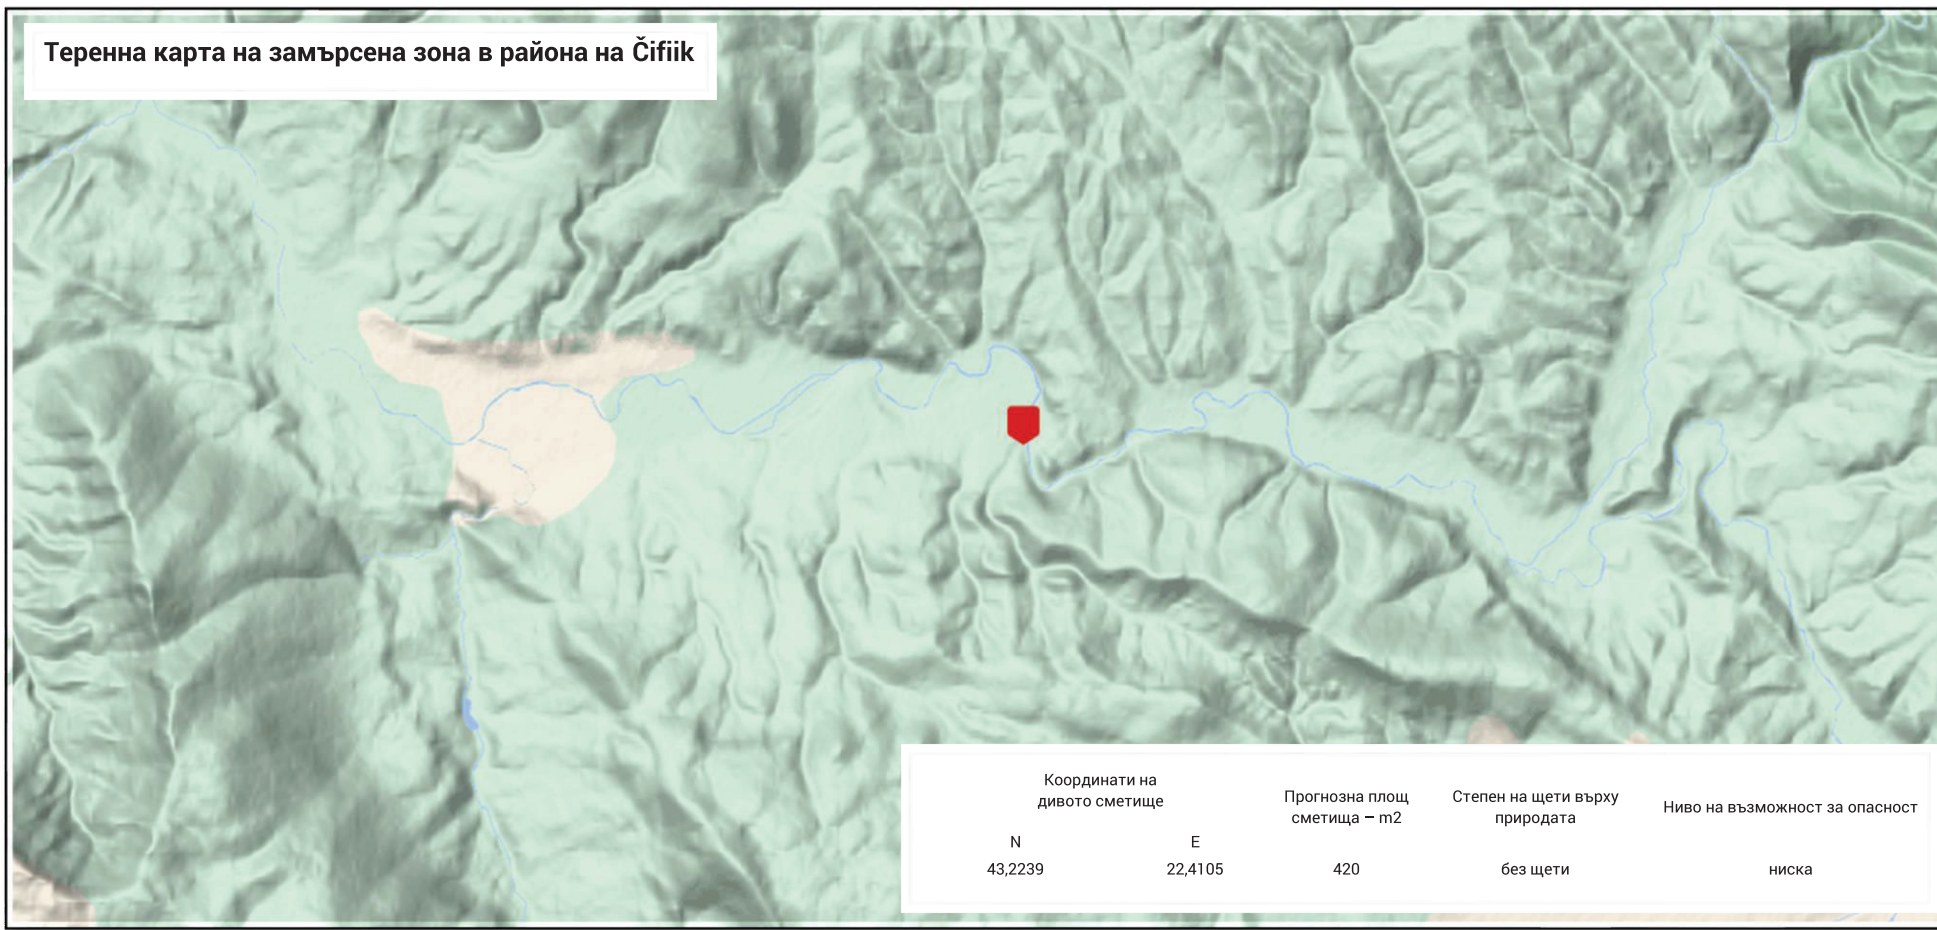 Теренна карта на замърсена зона в района на Čifiik
Координати на
дивото сметище
Прогнозна площ
сметища – m2
Степен на щети върху
природата
Ниво на възможност за опасност
N
E
43,2239
22,4105
420
без щети
ниска